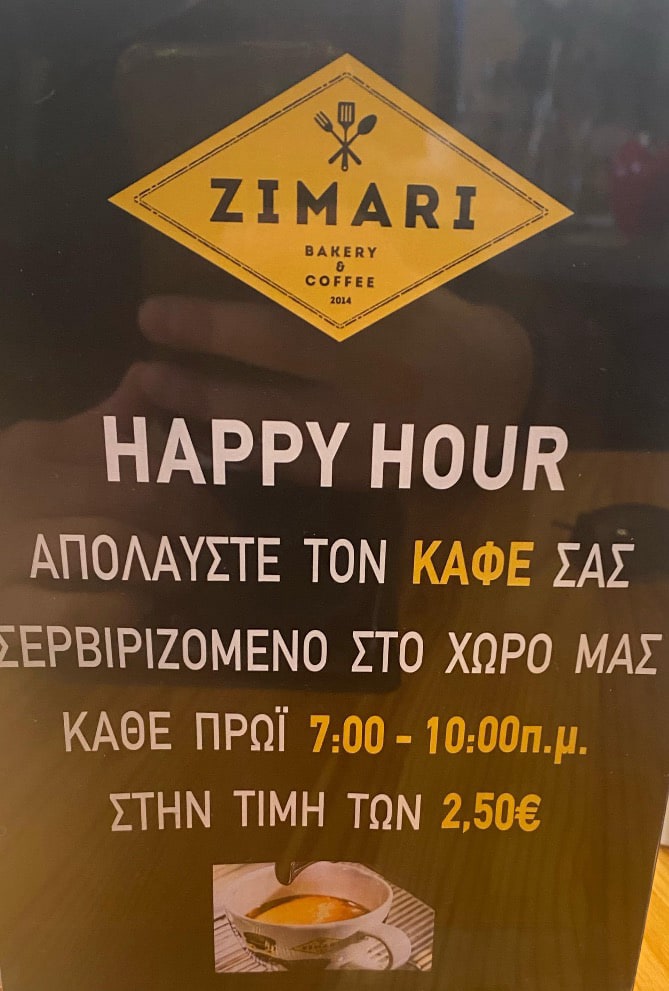 ZIMARI
BAKERY
&
COFFEE
2014
HAPPY HOUR
ΑΠΟΛΑΥΣΤΕ ΤΟΝ ΚΑΦΕ ΣΑΣ
ΣΕΡΒΙΡΙΖΟΜΕΝΟ ΣΤΟ ΧΩΡΟ ΜΑΣ
ΚΑΘΕ ΠΡΩΪ 7:00 - 10:00π.μ.
ΣΤΗΝ ΤΙΜΗ ΤΩΝ 2,50€